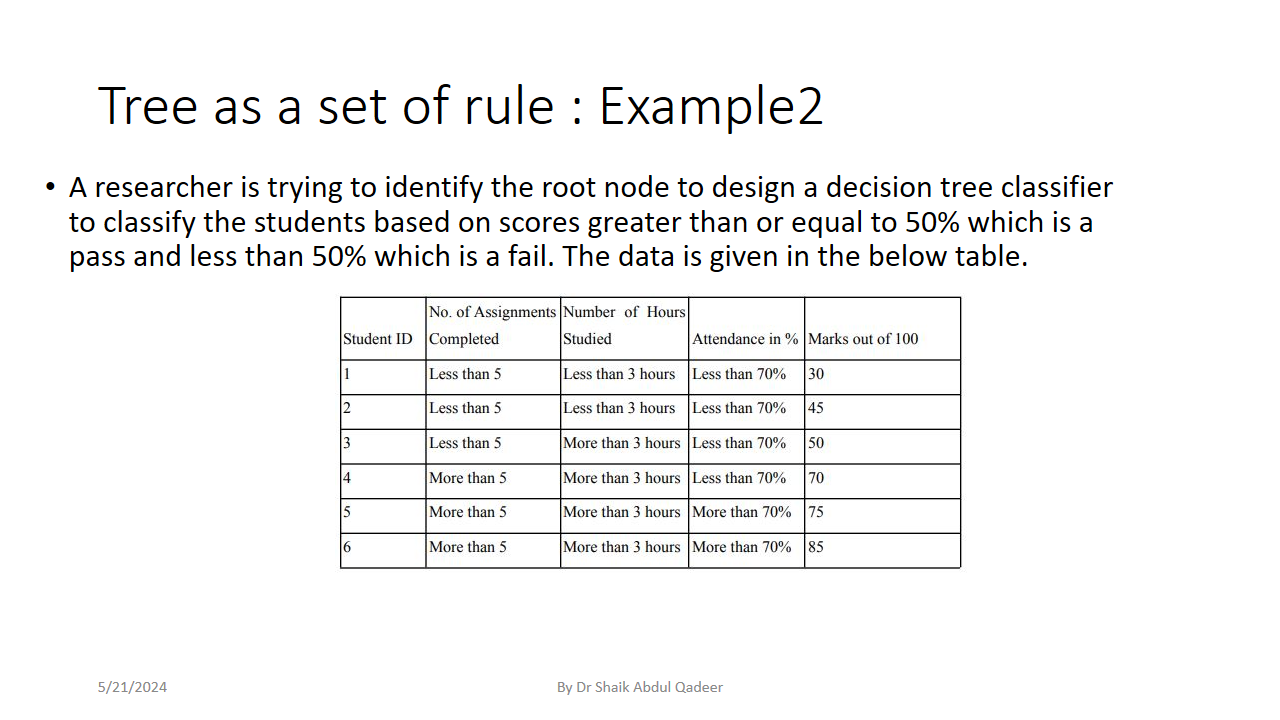 Tree as a set of rule : Example2
• A researcher is trying to identify the root node to design a decision tree classifier
to classify the students based on scores greater than or equal to 50% which is a
pass and less than 50% which is a fail. The data is given in the below table.
Student ID No. of Assignments Completed Number of Hours Studied Attendance in % Marks out of 100
1 Less than 5 Less than 3 hours Less than 70% 30
2 Less than 5 Less than 3 hours Less than 70% 45
3 Less than 5 More than 3 hours Less than 70% 50
4 More than 5 More than 3 hours Less than 70% 70
5 More than 5 More than 3 hours More than 70% 75
6 More than 5 More than 3 hours More than 70% 85
5/21/2024 By Dr Shaik Abdul Qadeer